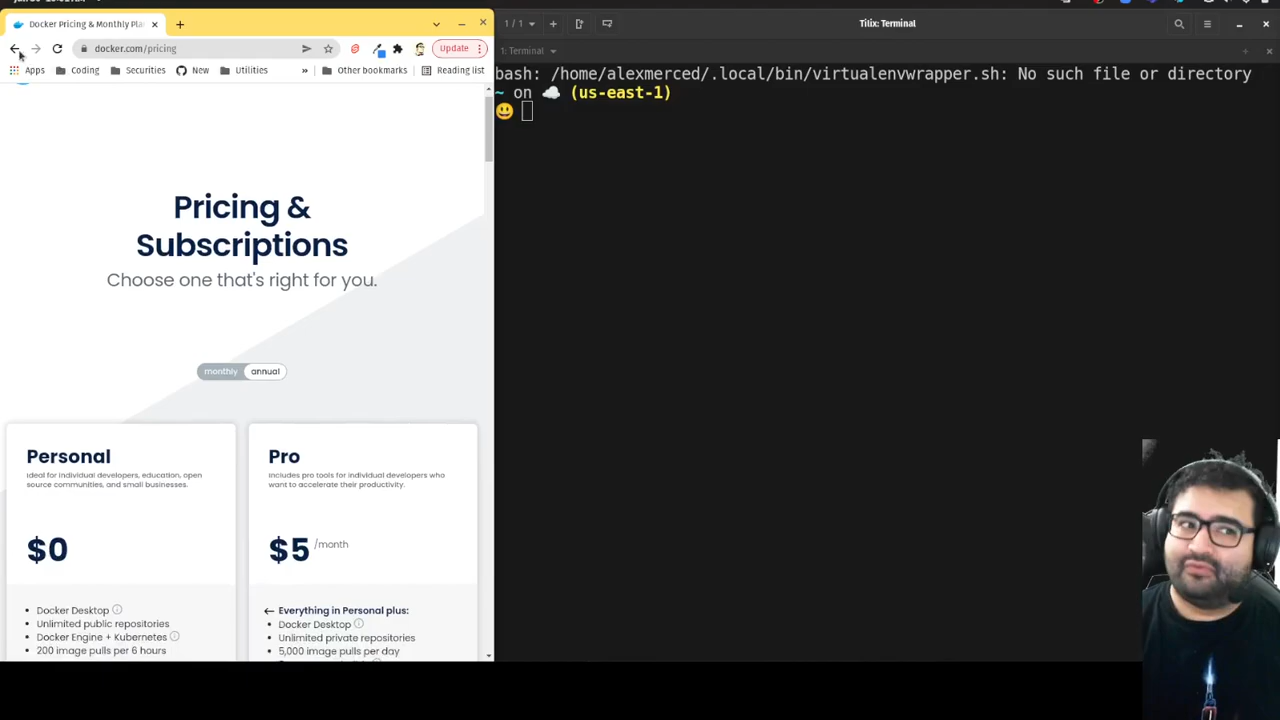 Docker Pricing & Monthly Pla
docker.com/pricing
Update
Apps
Coding
Securities
New
Utilities
»
Other bookmarks
Reading list
Pricing &
Subscriptions
Choose one that's right for you.
monthly annual
Personal
Ideal for individual developers, education, open
source communities, and small businesses.
$0
• Docker Desktop
• Unlimited public repositories
• Docker Engine + Kubernetes
• 200 image pulls per 6 hours
Pro
Includes pro tools for individual developers who
want to accelerate their productivity.
$5 /month
← Everything in Personal plus:
• Docker Desktop
• Unlimited private repositories
• 5,000 image pulls per day
1 / 1
Tilix: Terminal
1: Terminal
bash: /home/alexmerced/.local/bin/virtualenvwrapper.sh: No such file or directory
~ on ☁️ (us-east-1)
😃